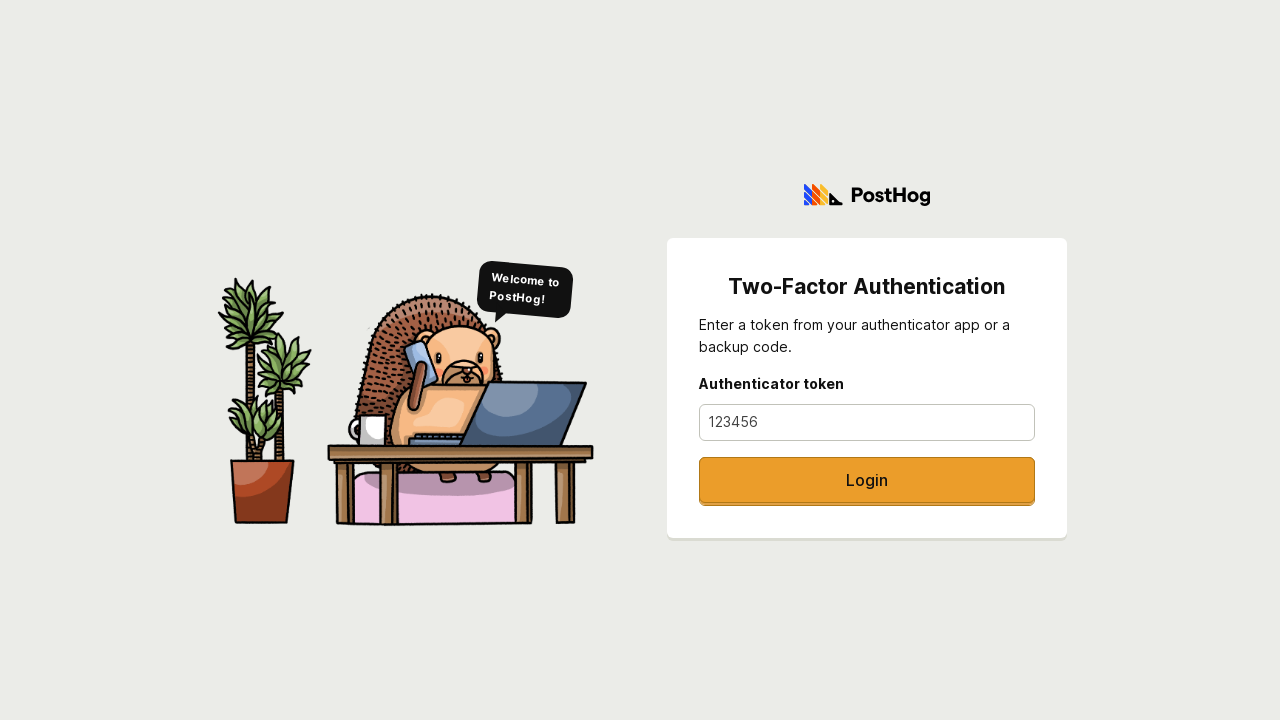 PostHog
Welcome to
PostHog!
Two-Factor Authentication
Enter a token from your authenticator app or a
backup code.
Authenticator token
123456
Login